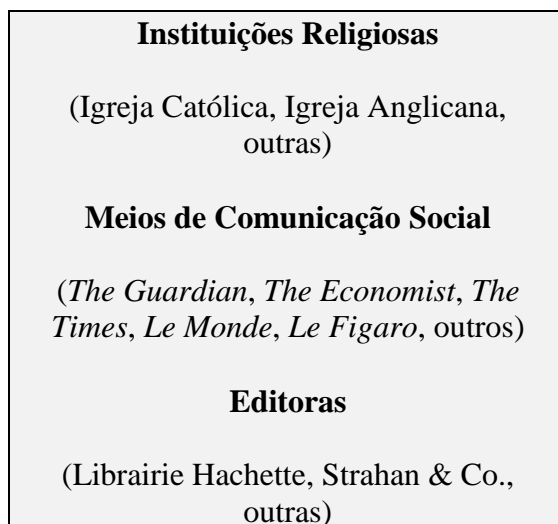 Instituições Religiosas
(Igreja Católica, Igreja Anglicana,
outras)
Meios de Comunicação Social
(The Guardian, The Economist, The
Times, Le Monde, Le Figaro, outros)
Editoras
(Librairie Hachette, Strahan & Co.,
outras)